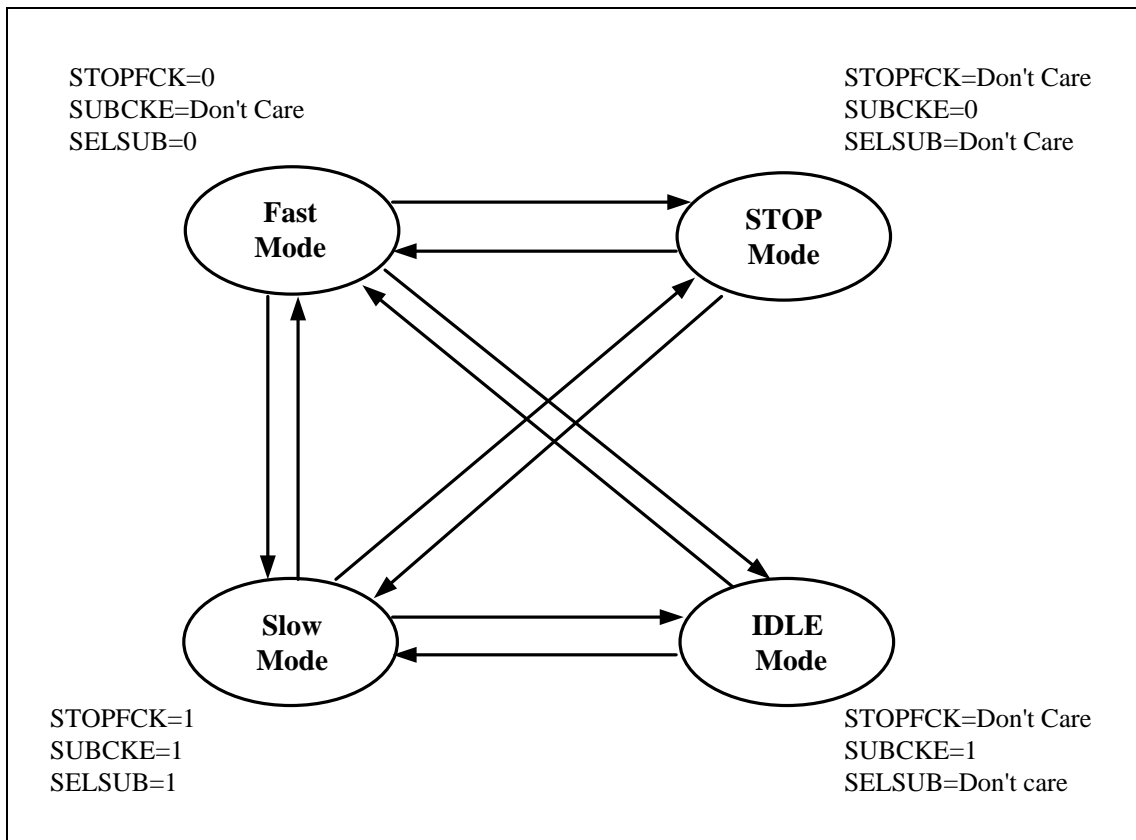 STOPFCK=0
SUBCKE=Don't Care
SELSUB=0
STOPFCK=Don't Care
SUBCKE=0
SELSUB=Don't Care
Fast
Mode
STOP
Mode
Slow
Mode
IDLE
Mode
STOPFCK=1
SUBCKE=1
SELSUB=1
STOPFCK=Don't Care
SUBCKE=1
SELSUB=Don't care